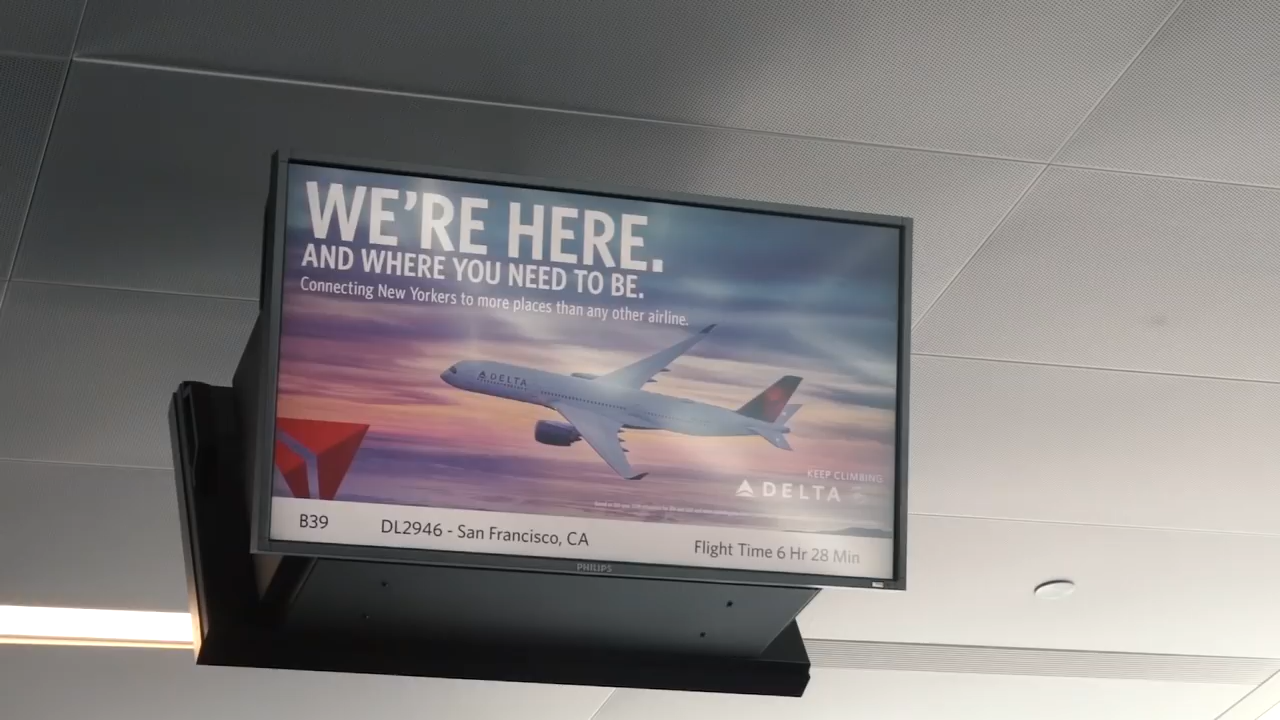 WE'RE HERE.
AND WHERE YOU NEED TO BE.
Connecting New Yorkers to more places than any other airline.
DELTA
KEEP CLIMBING
DELTA
B39 DL2946 - San Francisco, CA Flight Time 6 Hr 28 Min
PHILIPS